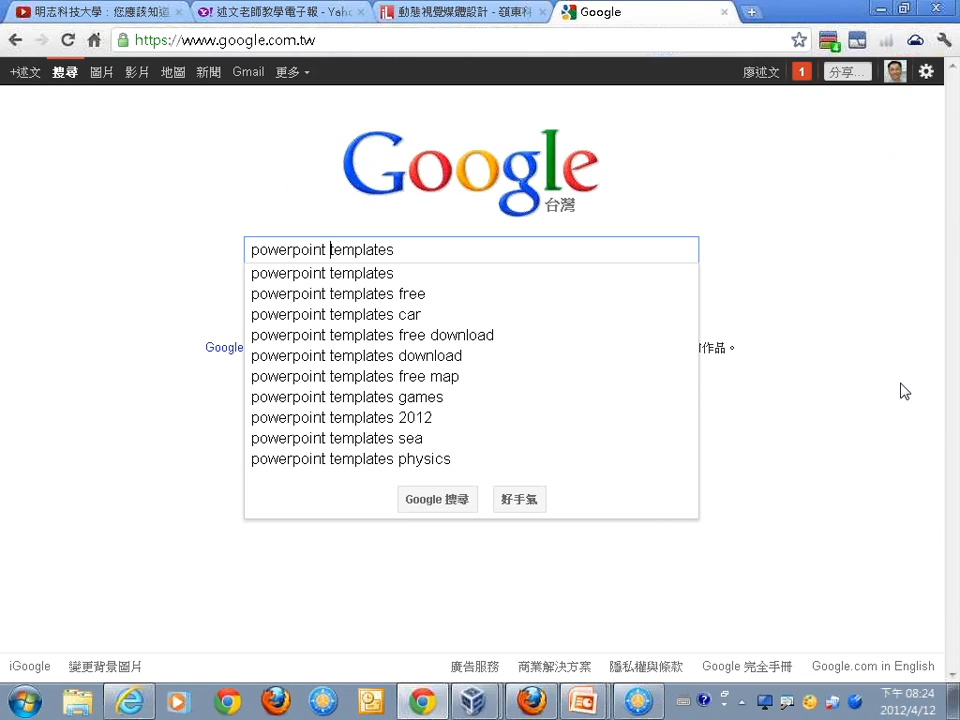 明志科技大學：您應該知道
述文老師教學電子報 - Yaho
動態視覺媒體設計 - 嶺東科
Google
https://www.google.com.tw
+述文 搜尋 圖片 影片 地圖 新聞 Gmail 更多
廖述文 1 分享...
Google
台灣
powerpoint templates
powerpoint templates
powerpoint templates free
powerpoint templates car
powerpoint templates free download
powerpoint templates download
powerpoint templates free map
powerpoint templates games
powerpoint templates 2012
powerpoint templates sea
powerpoint templates physics
Google 作品。
Google 搜尋 好手氣
iGoogle 變更背景圖片 廣告服務 商業解決方案 隱私權與條款 Google 完全手冊 Google.com in English
下午 08:24
2012/4/12